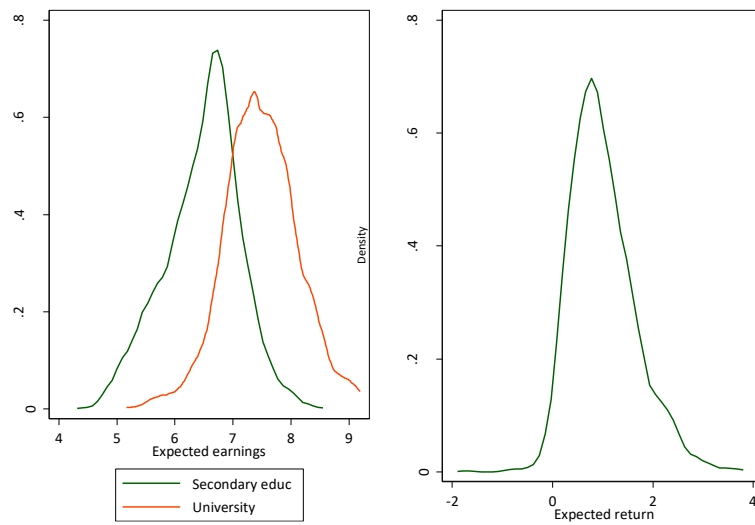 .8
.6
.4
.2
0
4 5 6 7 8 9
Expected earnings
Secondary educ
University
Density
.8
.6
.4
.2
0
-2 0 2 4
Expected return